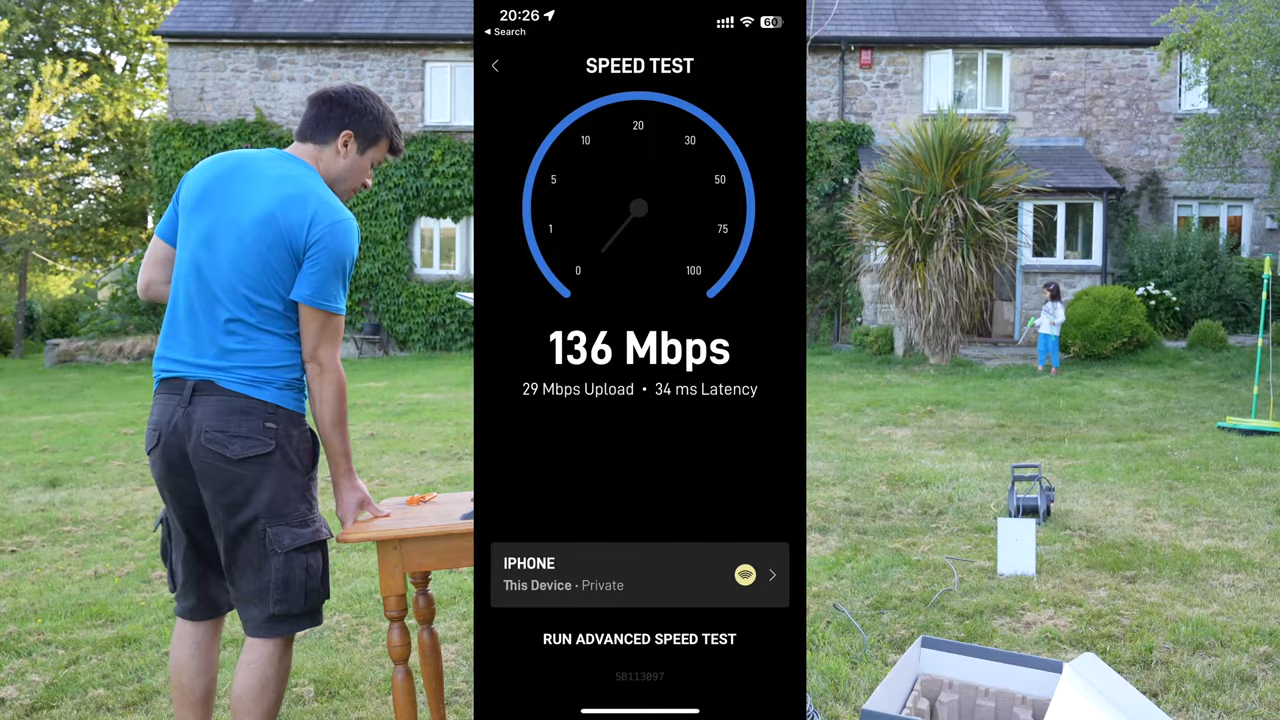 20:26
60
◀ Search
SPEED TEST
20
10
30
5
50
1
75
0
100
136 Mbps
29 Mbps Upload • 34 ms Latency
IPHONE
This Device · Private
RUN ADVANCED SPEED TEST
5B113097